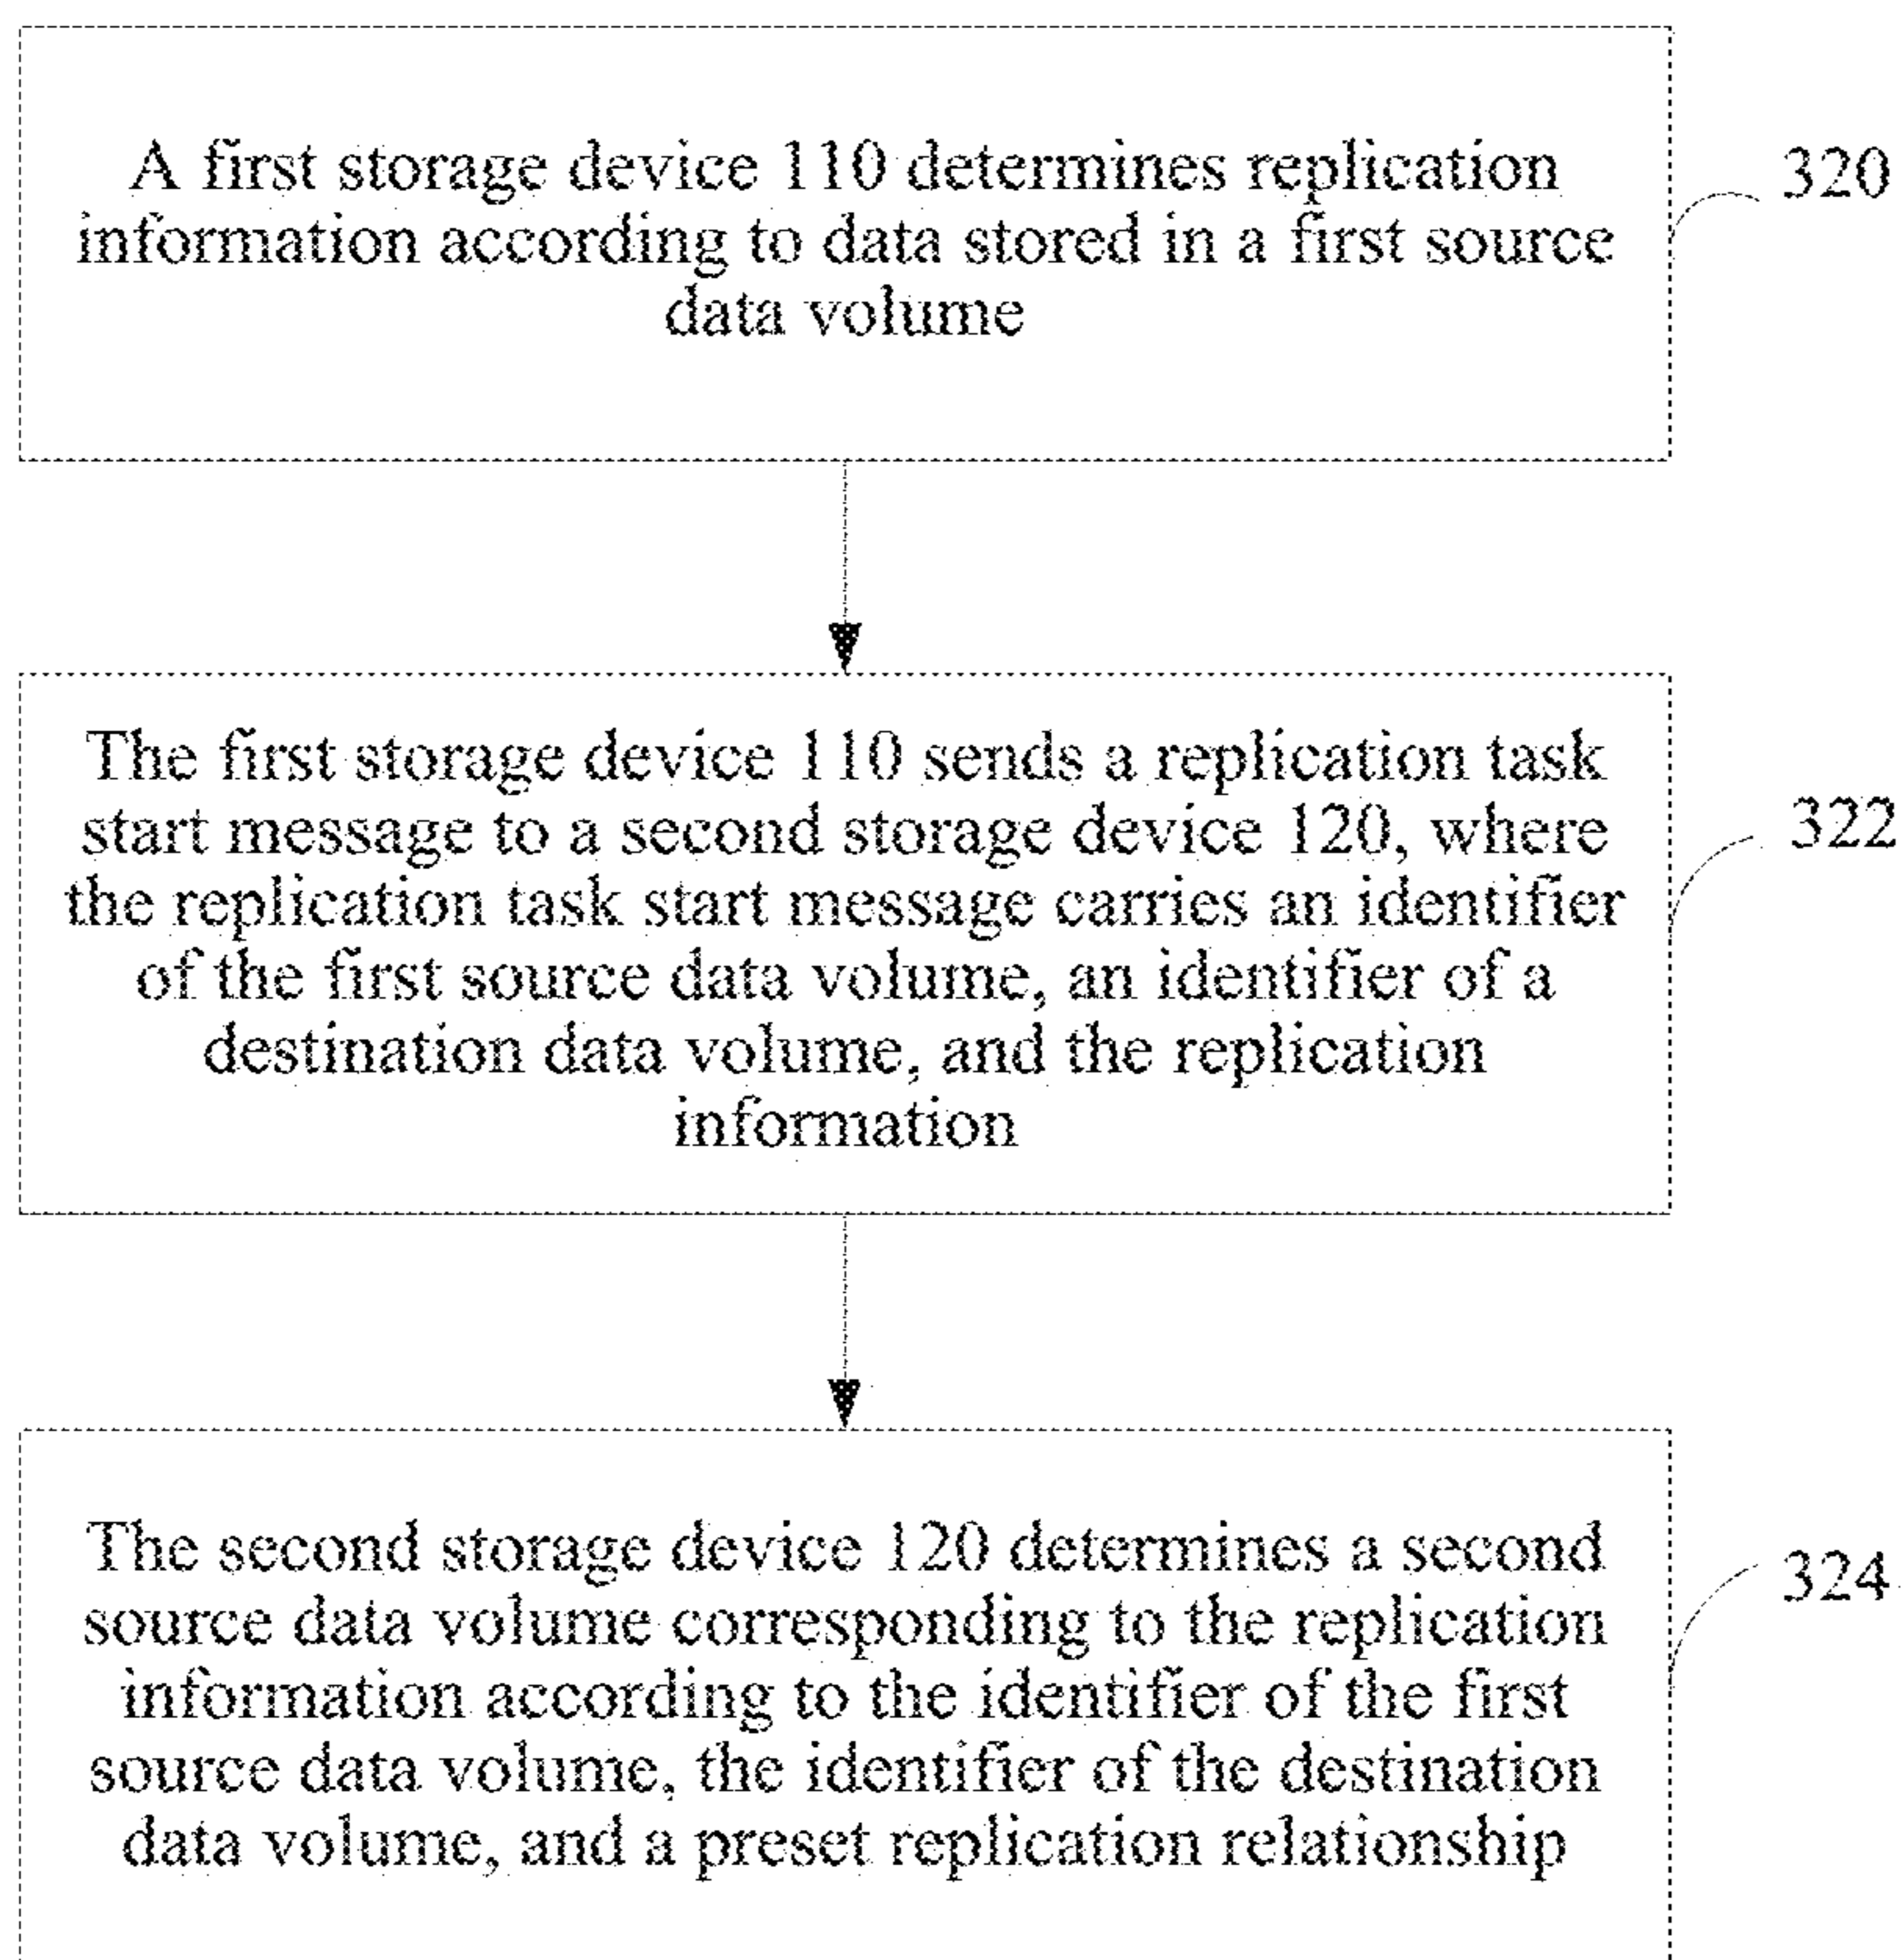 A first storage device 110 determines replication
information according to data stored in a first source
data volume
320
The first storage device 110 sends a replication task
start message to a second storage device 120, where
the replication task start message carries an identifier
of the first source data volume, an identifier of a
destination data volume, and the replication
information
322
The second storage device 120 determines a second
source data volume corresponding to the replication
information according to the identifier of the first
source data volume, the identifier of the destination
data volume, and a preset replication relationship
324